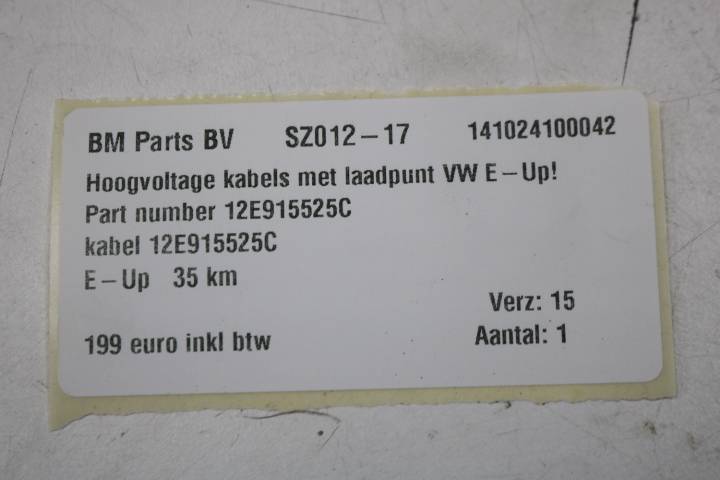 BM Parts BV SZ012-17 141024100042
Hoogvoltage kabels met laadpunt VW E-Up!
Part number 12E915525C
kabel 12E915525C
E-Up 35 km
Verz: 15
199 euro inkl btw Aantal: 1